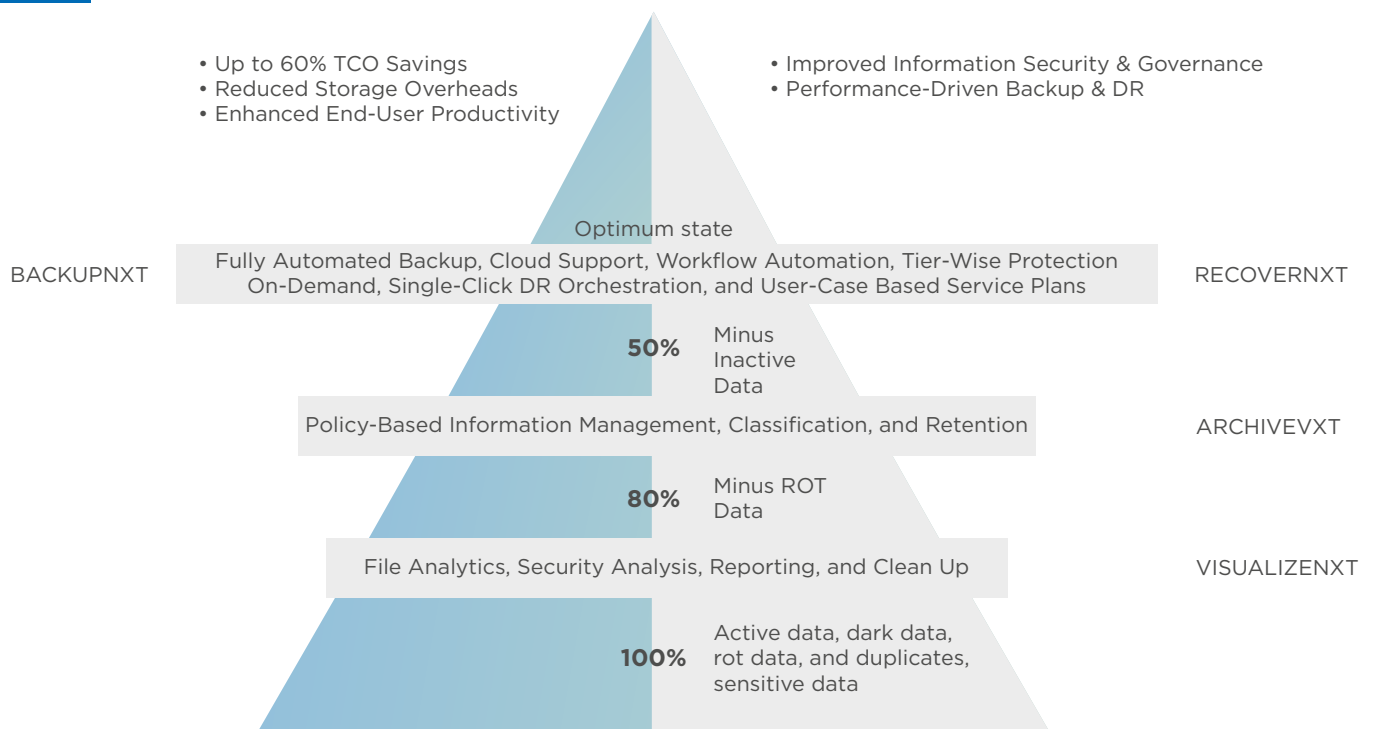 • Up to 60% TCO Savings
• Reduced Storage Overheads
• Enhanced End-User Productivity
• Improved Information Security & Governance
• Performance-Driven Backup & DR
Optimum state
BACKUPNXT
Fully Automated Backup, Cloud Support, Workflow Automation, Tier-Wise Protection
On-Demand, Single-Click DR Orchestration, and User-Case Based Service Plans
RECOVERNXT
50%
Minus
Inactive
Data
Policy-Based Information Management, Classification, and Retention
ARCHIVEVXT
80%
Minus ROT
Data
File Analytics, Security Analysis, Reporting, and Clean Up
VISUALIZENXT
100%
Active data, dark data,
rot data, and duplicates,
sensitive data